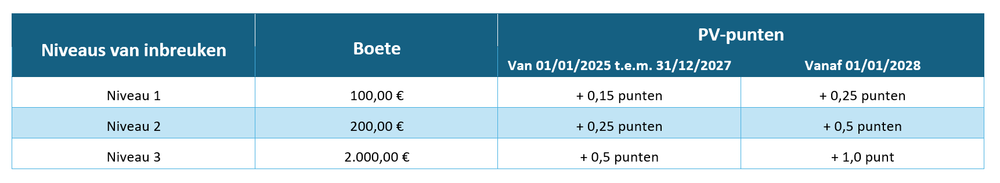 Niveaus van inbreuken Boete PV-punten
Van 01/01/2025 t.e.m. 31/12/2027 Vanaf 01/01/2028
Niveau 1 100,00 € + 0,15 punten + 0,25 punten
Niveau 2 200,00 € + 0,25 punten + 0,5 punten
Niveau 3 2.000,00 € + 0,5 punten + 1,0 punt